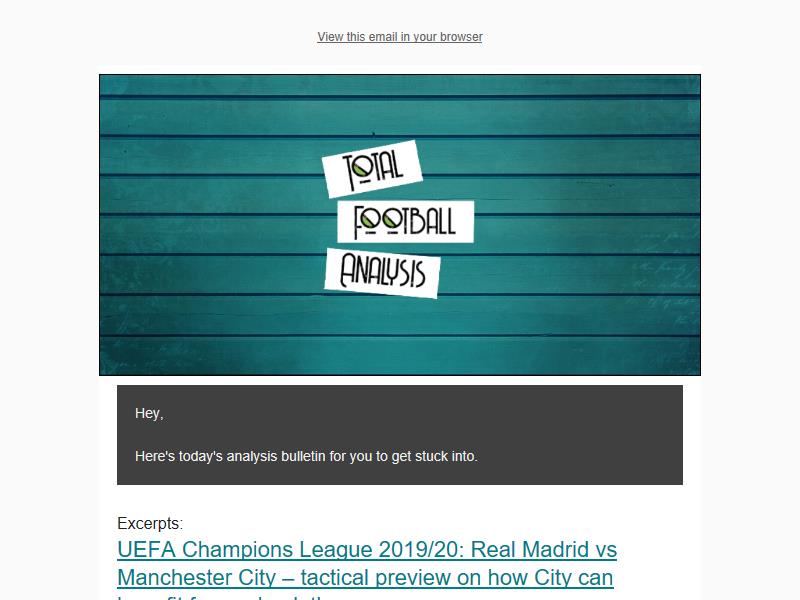 View this email in your browser
TOTAL
FOOTBALL
ANALYSIS
Hey,
Here's today's analysis bulletin for you to get stuck into.
Excerpts:
UEFA Champions League 2019/20: Real Madrid vs
Manchester City – tactical preview on how City can